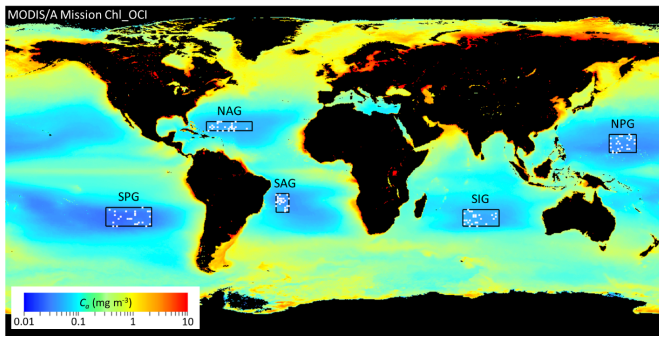 MODIS/A Mission Chl_OCI
NAG
NPG
SPG
SAG
SIG
Cₐ (mg m⁻³)
0.01 0.1 1 10